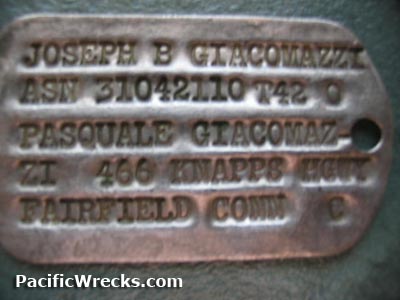 JOSEPH B GIACOMAZZI
ASN 31042110 T42 O
PASQUALE GIACOMAZ-
ZI 466 KNAPPS HGWY
FAIRFIELD CONN C
PacificWrecks.com